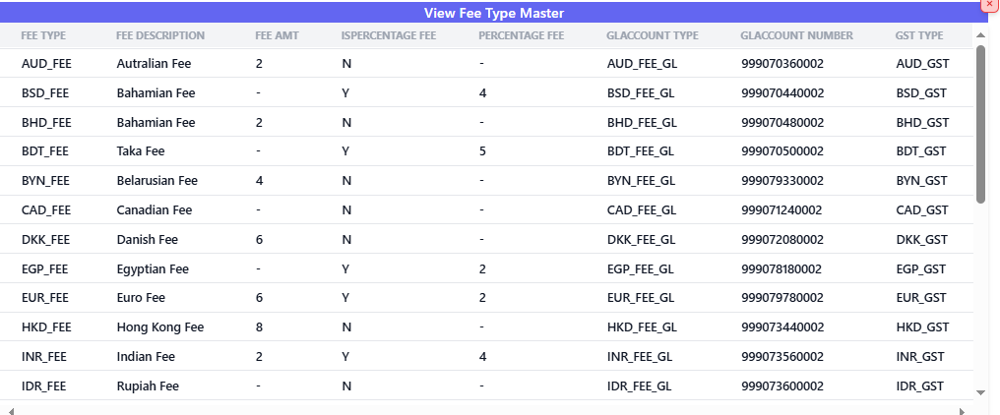 View Fee Type Master
FEE TYPE FEE DESCRIPTION FEE AMT ISPERCENTAGE FEE PERCENTAGE FEE GLACCOUNT TYPE GLACCOUNT NUMBER GST TYPE
AUD_FEE Autralian Fee 2 N - AUD_FEE_GL 999070360002 AUD_GST
BSD_FEE Bahamian Fee - Y 4 BSD_FEE_GL 999070440002 BSD_GST
BHD_FEE Bahamian Fee 2 N - BHD_FEE_GL 999070480002 BHD_GST
BDT_FEE Taka Fee - Y 5 BDT_FEE_GL 999070500002 BDT_GST
BYN_FEE Belarusian Fee 4 N - BYN_FEE_GL 999079330002 BYN_GST
CAD_FEE Canadian Fee - N - CAD_FEE_GL 999071240002 CAD_GST
DKK_FEE Danish Fee 6 N - DKK_FEE_GL 999072080002 DKK_GST
EGP_FEE Egyptian Fee - Y 2 EGP_FEE_GL 999078180002 EGP_GST
EUR_FEE Euro Fee 6 Y 2 EUR_FEE_GL 999079780002 EUR_GST
HKD_FEE Hong Kong Fee 8 N - HKD_FEE_GL 999073440002 HKD_GST
INR_FEE Indian Fee 2 Y 4 INR_FEE_GL 999073560002 INR_GST
IDR_FEE Rupiah Fee - N - IDR_FEE_GL 999073600002 IDR_GST